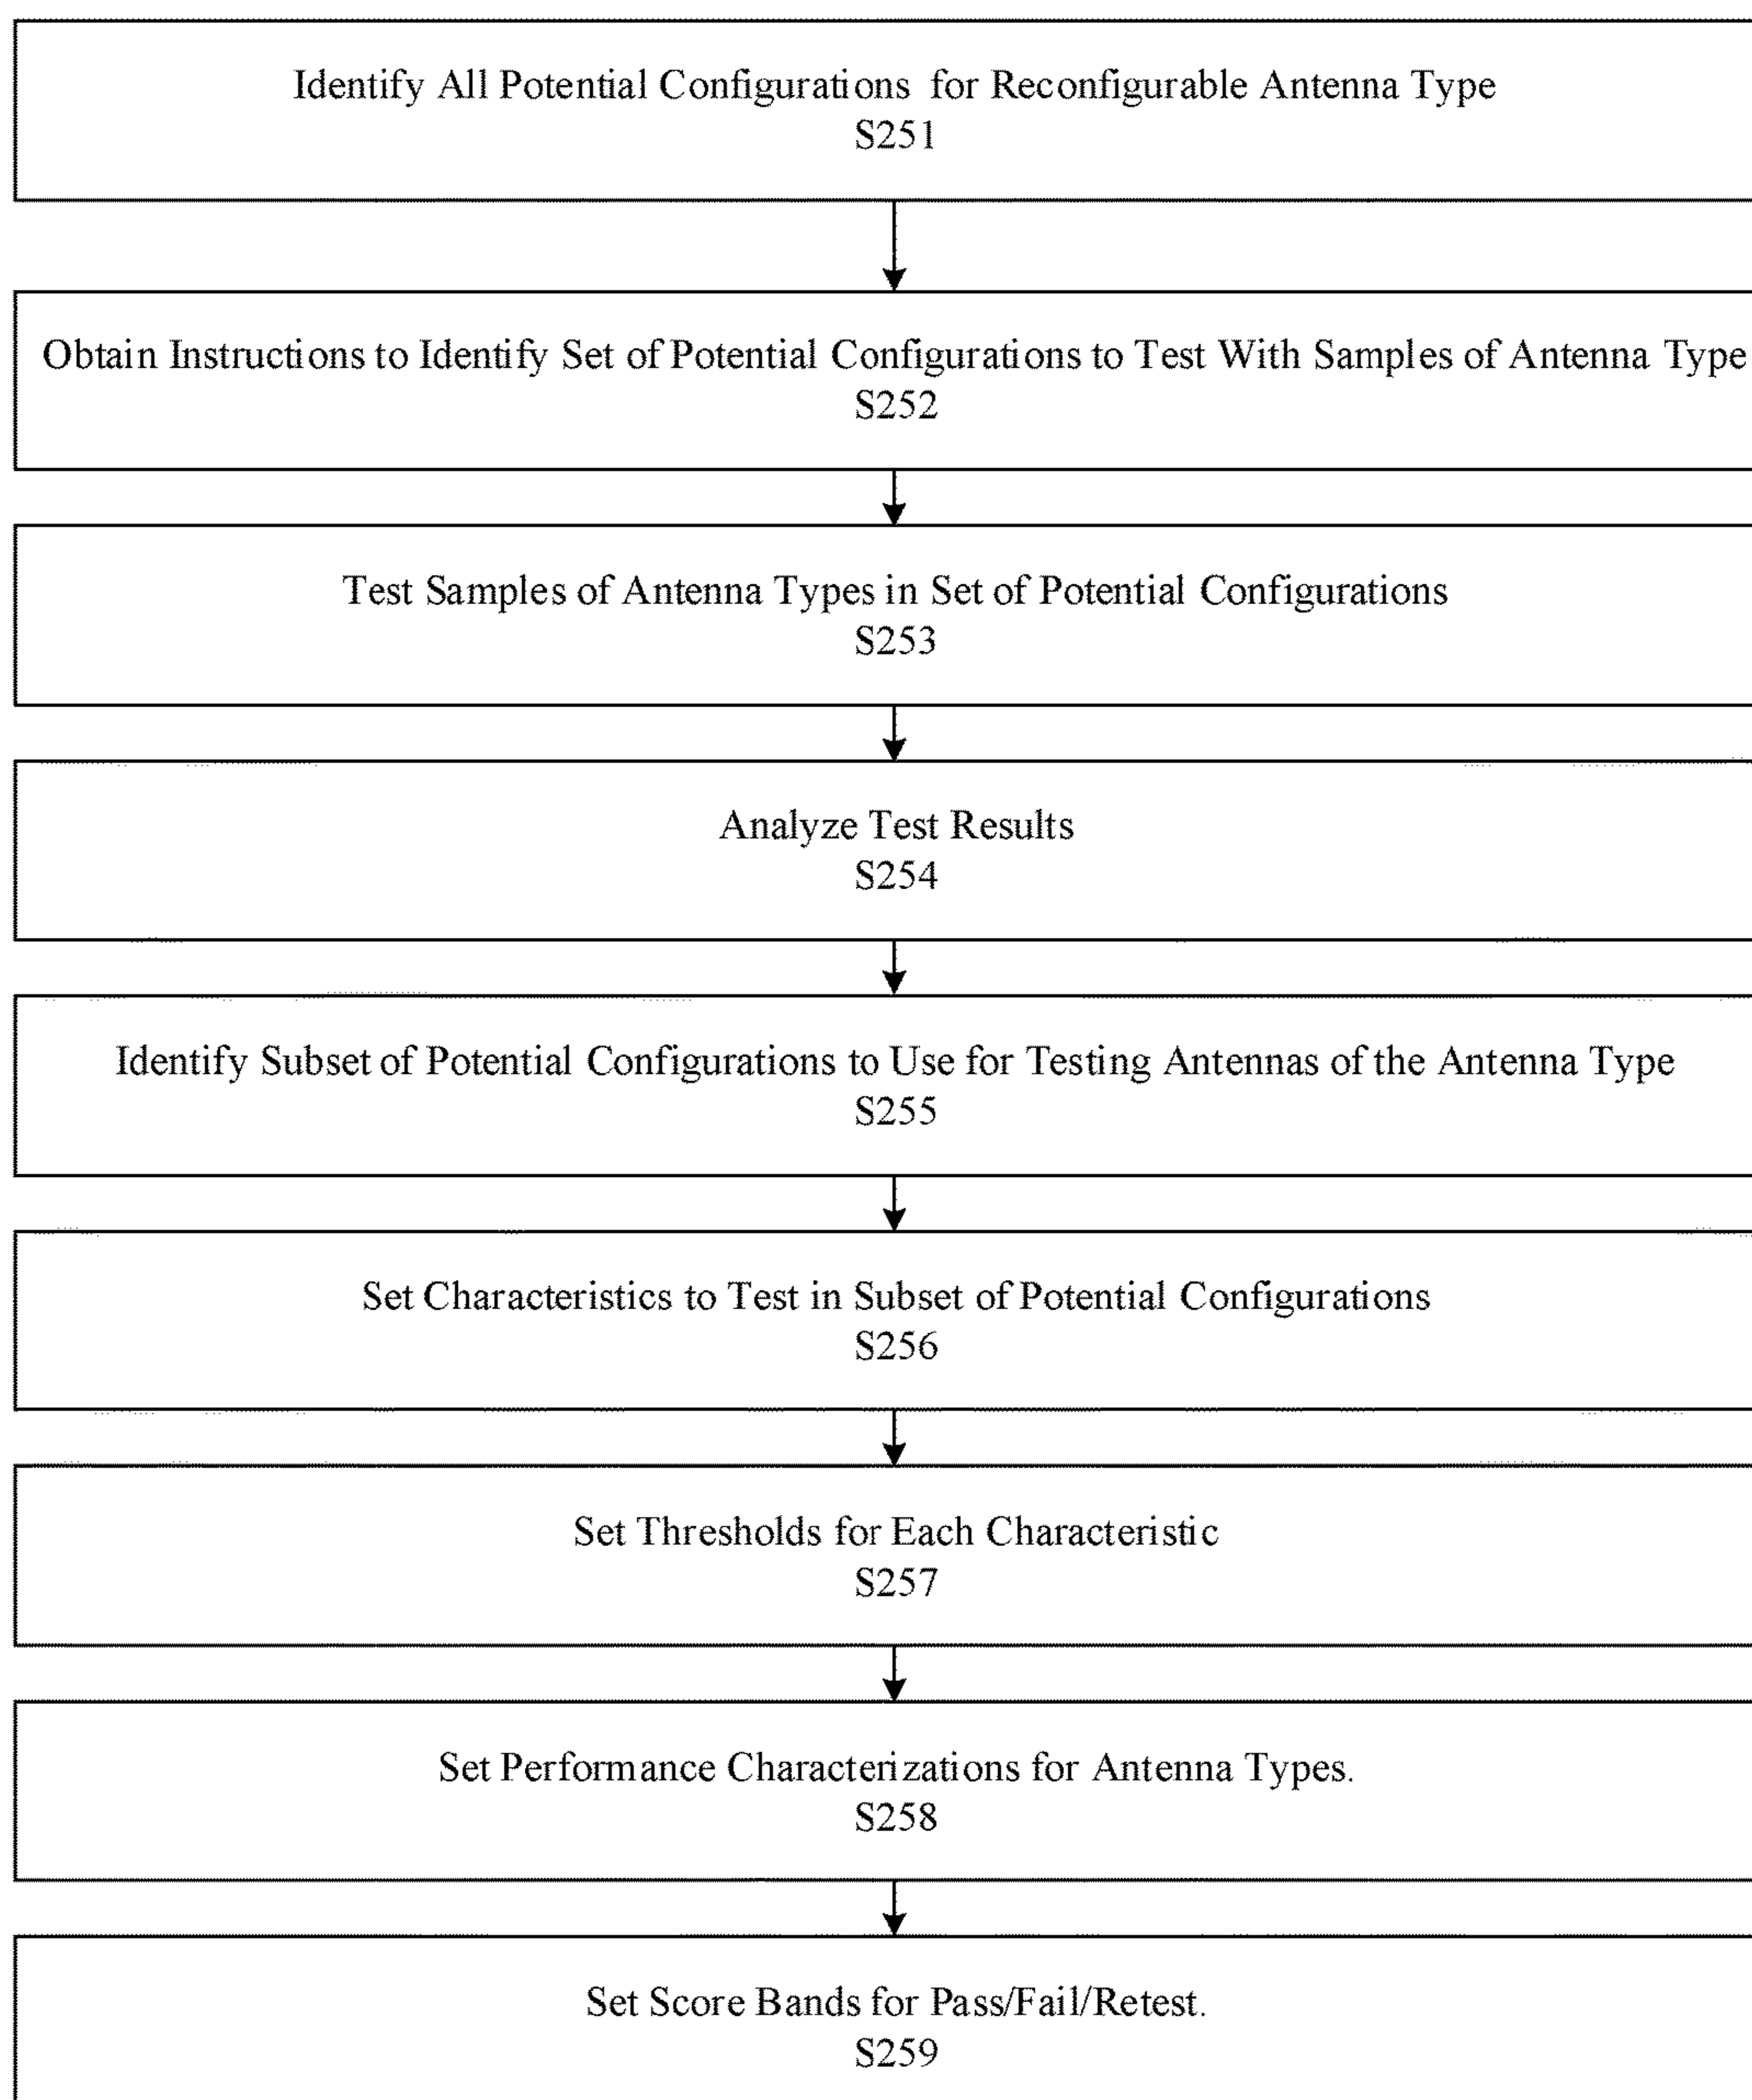 Identify All Potential Configurations for Reconfigurable Antenna Type
S251
Obtain Instructions to Identify Set of Potential Configurations to Test With Samples of Antenna Type
S252
Test Samples of Antenna Types in Set of Potential Configurations
S253
Analyze Test Results
S254
Identify Subset of Potential Configurations to Use for Testing Antennas of the Antenna Type
S255
Set Characteristics to Test in Subset of Potential Configurations
S256
Set Thresholds for Each Characteristic
S257
Set Performance Characterizations for Antenna Types.
S258
Set Score Bands for Pass/Fail/Retest.
S259